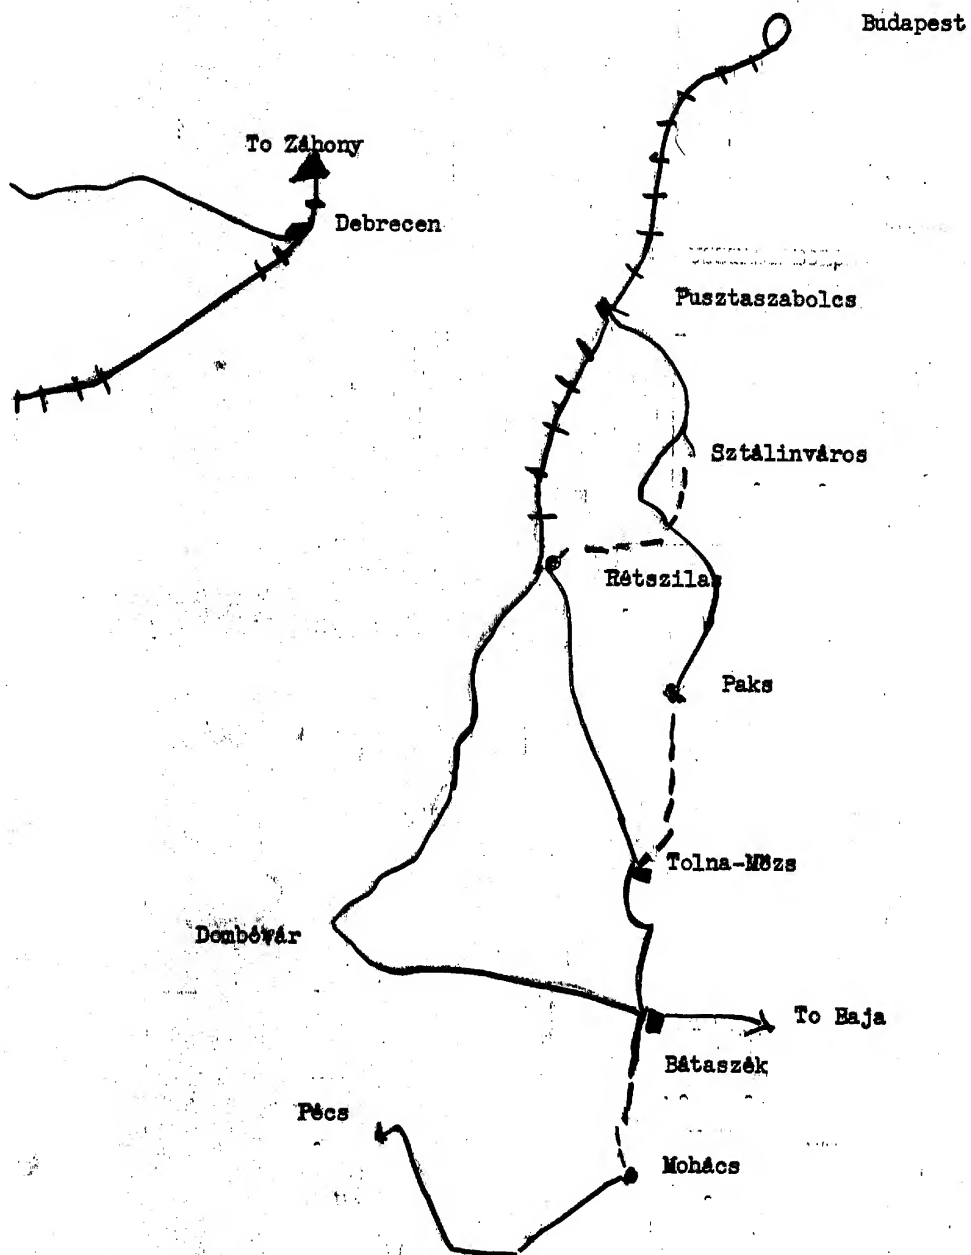 Budapest
To Záhony
Debrecen
Pusztaszabolcs
Sztálinváros
Rétszilas
Paks
Tolna-Mözs
Dombóvár
To Baja
Bátaszék
Pécs
Mohács